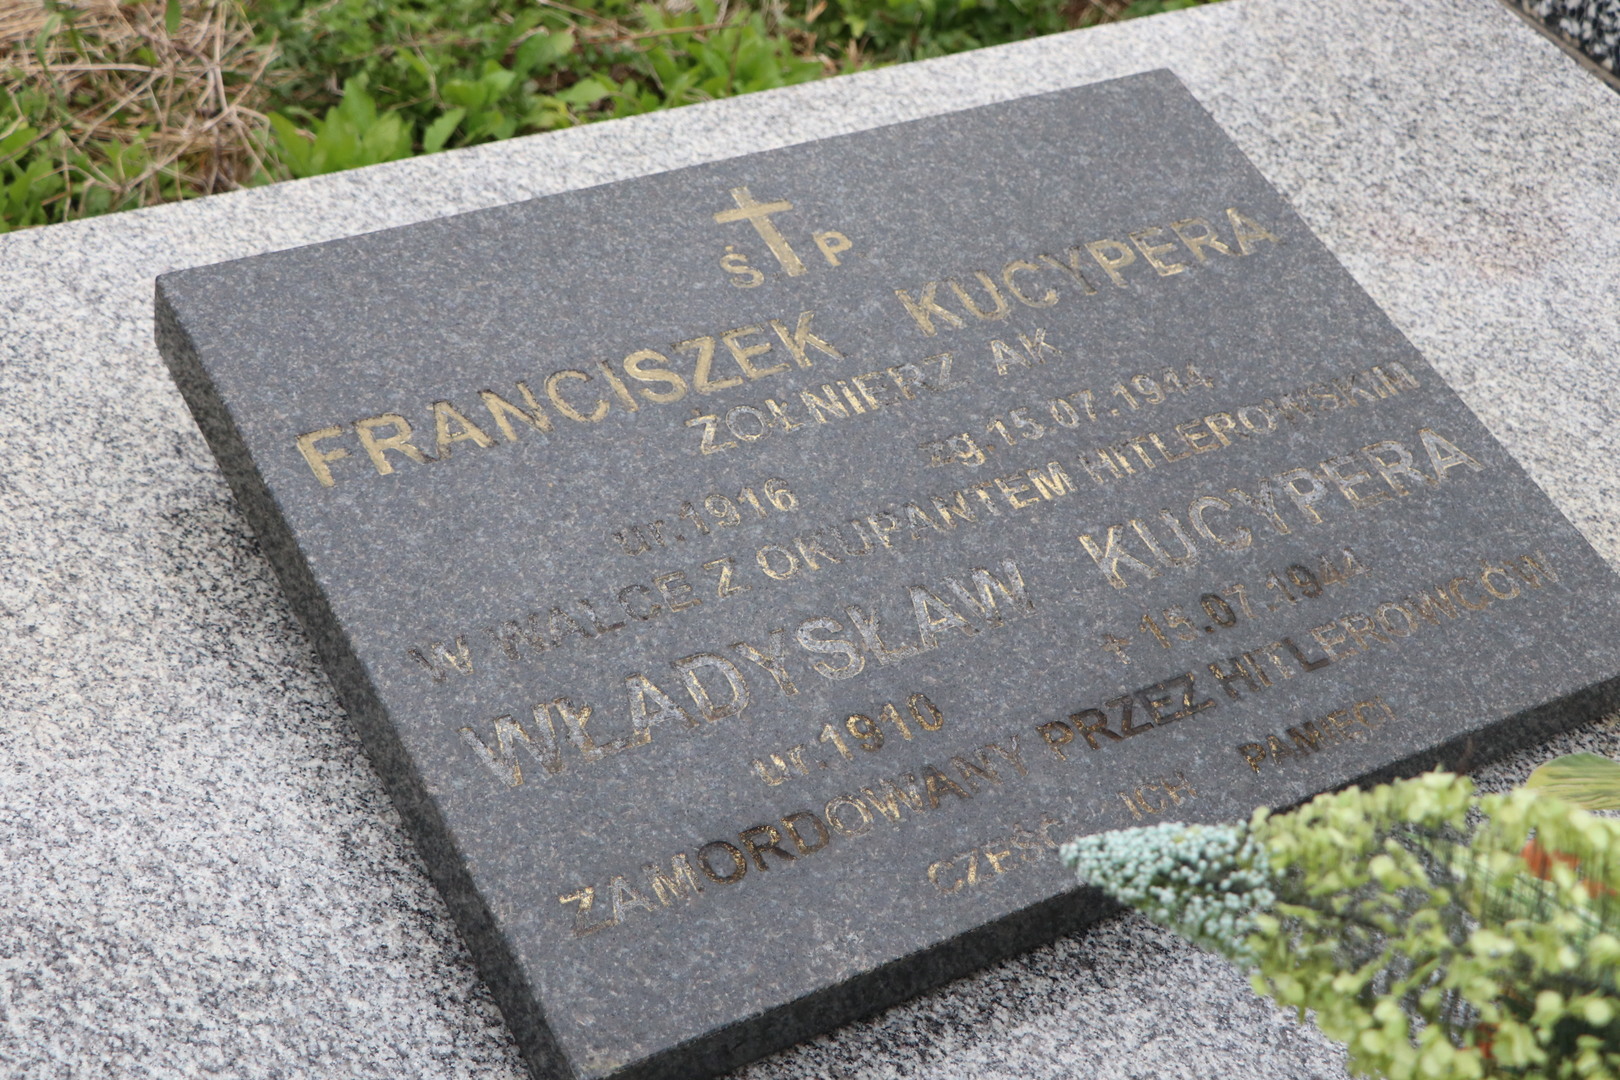 Ś P
FRANCISZEK KUCYPERA
ŻOŁNIERZ AK
ur.1916 zg.15.07.1944
W WALCE Z OKUPANTEM HITLEROWSKIM
WŁADYSŁAW KUCYPERA
ur.1910 + 15.07.1944
ZAMORDOWANY PRZEZ HITLEROWCÓW
CZEŚĆ ICH PAMIĘCI